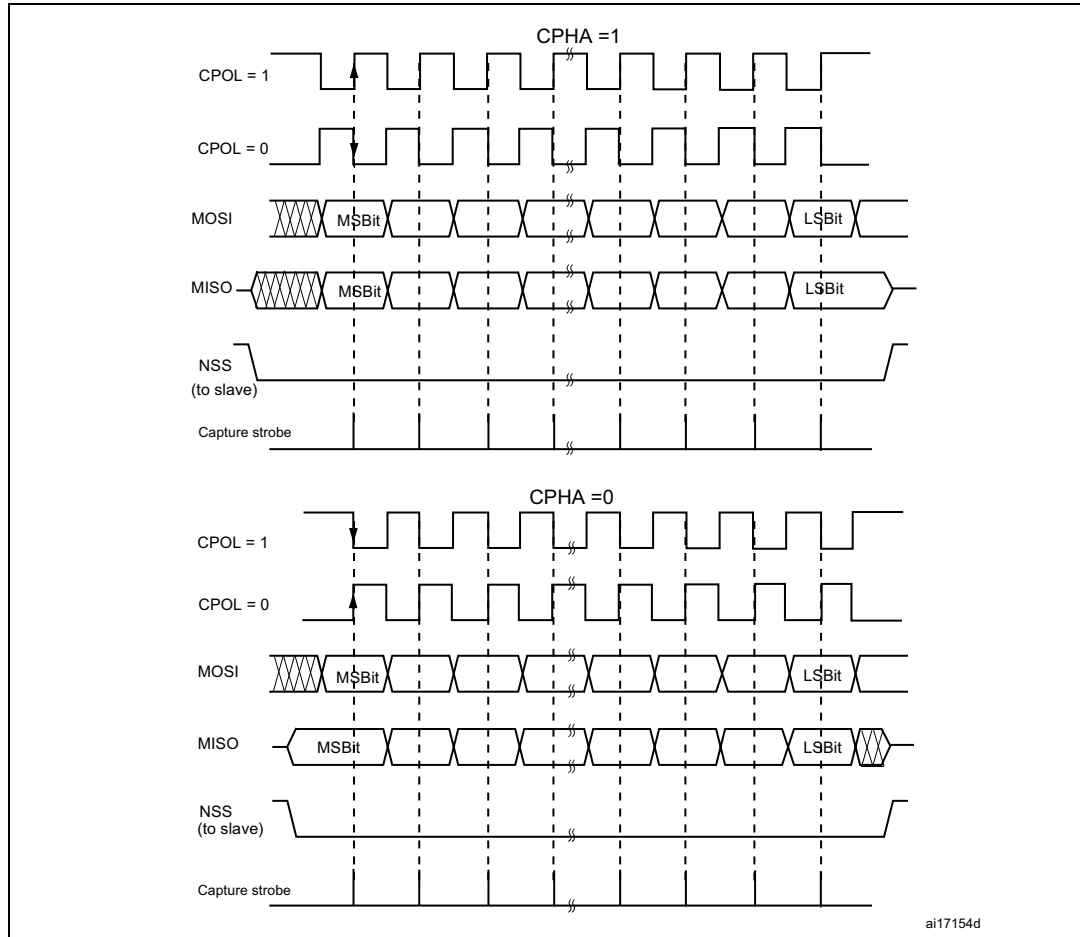 CPHA =1
CPOL = 1
CPOL = 0
MOSI MSBit LSBit
MISO MSBit LSBit
NSS
(to slave)
Capture strobe
CPHA =0
CPOL = 1
CPOL = 0
MOSI MSBit LSBit
MISO MSBit LSBit
NSS
(to slave)
Capture strobe
ai17154d